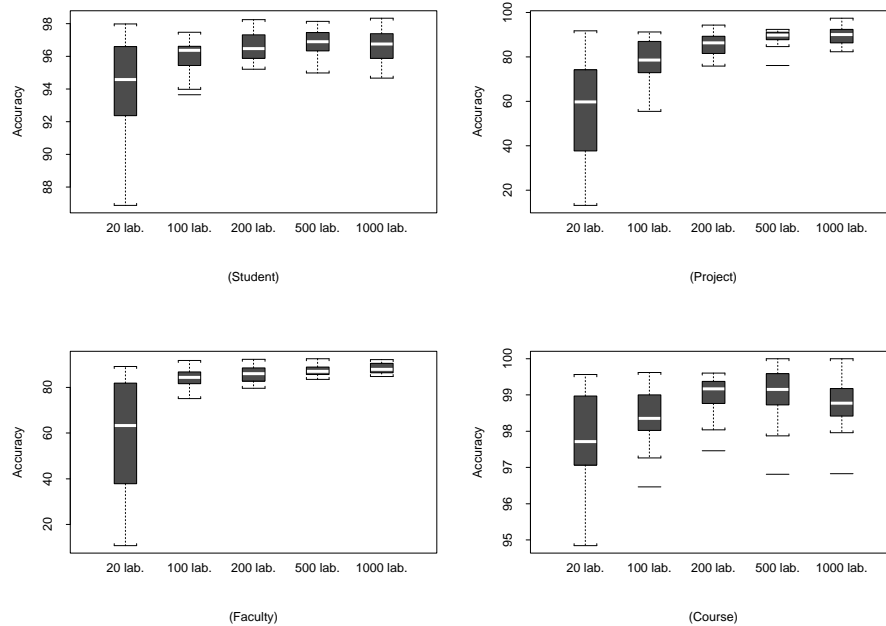 Accuracy
88 90 92 94 96 98
20 lab. 100 lab. 200 lab. 500 lab. 1000 lab.
(Student)
Accuracy
20 40 60 80 100
20 lab. 100 lab. 200 lab. 500 lab. 1000 lab.
(Project)
Accuracy
20 40 60 80
20 lab. 100 lab. 200 lab. 500 lab. 1000 lab.
(Faculty)
Accuracy
95 96 97 98 99 100
20 lab. 100 lab. 200 lab. 500 lab. 1000 lab.
(Course)